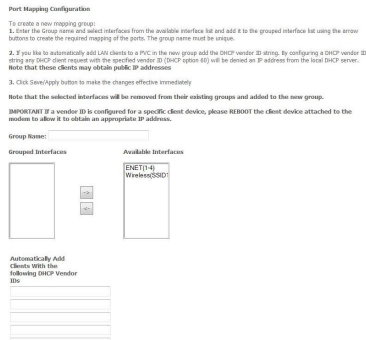 Port Mapping Configuration
To create a new mapping group:
1. Enter the Group name and select interfaces from the available interface list and add it to the grouped interface list using the arrow
buttons to create the required mapping of the ports. The group name must be unique.
2. If you like to automatically add LAN clients to a PVC in the new group add the DHCP vendor ID string. By configuring a DHCP vendor ID
string any DHCP client request with the specified vendor ID (DHCP option 60) will be denied an IP address from the local DHCP server.
Note that these clients may obtain public IP addresses
3. Click Save/Apply button to make the changes effective immediately
Note that the selected interfaces will be removed from their existing groups and added to the new group.
IMPORTANT If a vendor ID is configured for a specific client device, please REBOOT the client device attached to the
modem to allow it to obtain an appropriate IP address.
Group Name:
Grouped Interfaces Available Interfaces
ENET(1-4)
Wireless(SSID1
->
<-
Automatically Add
Clients With the
following DHCP Vendor
IDs